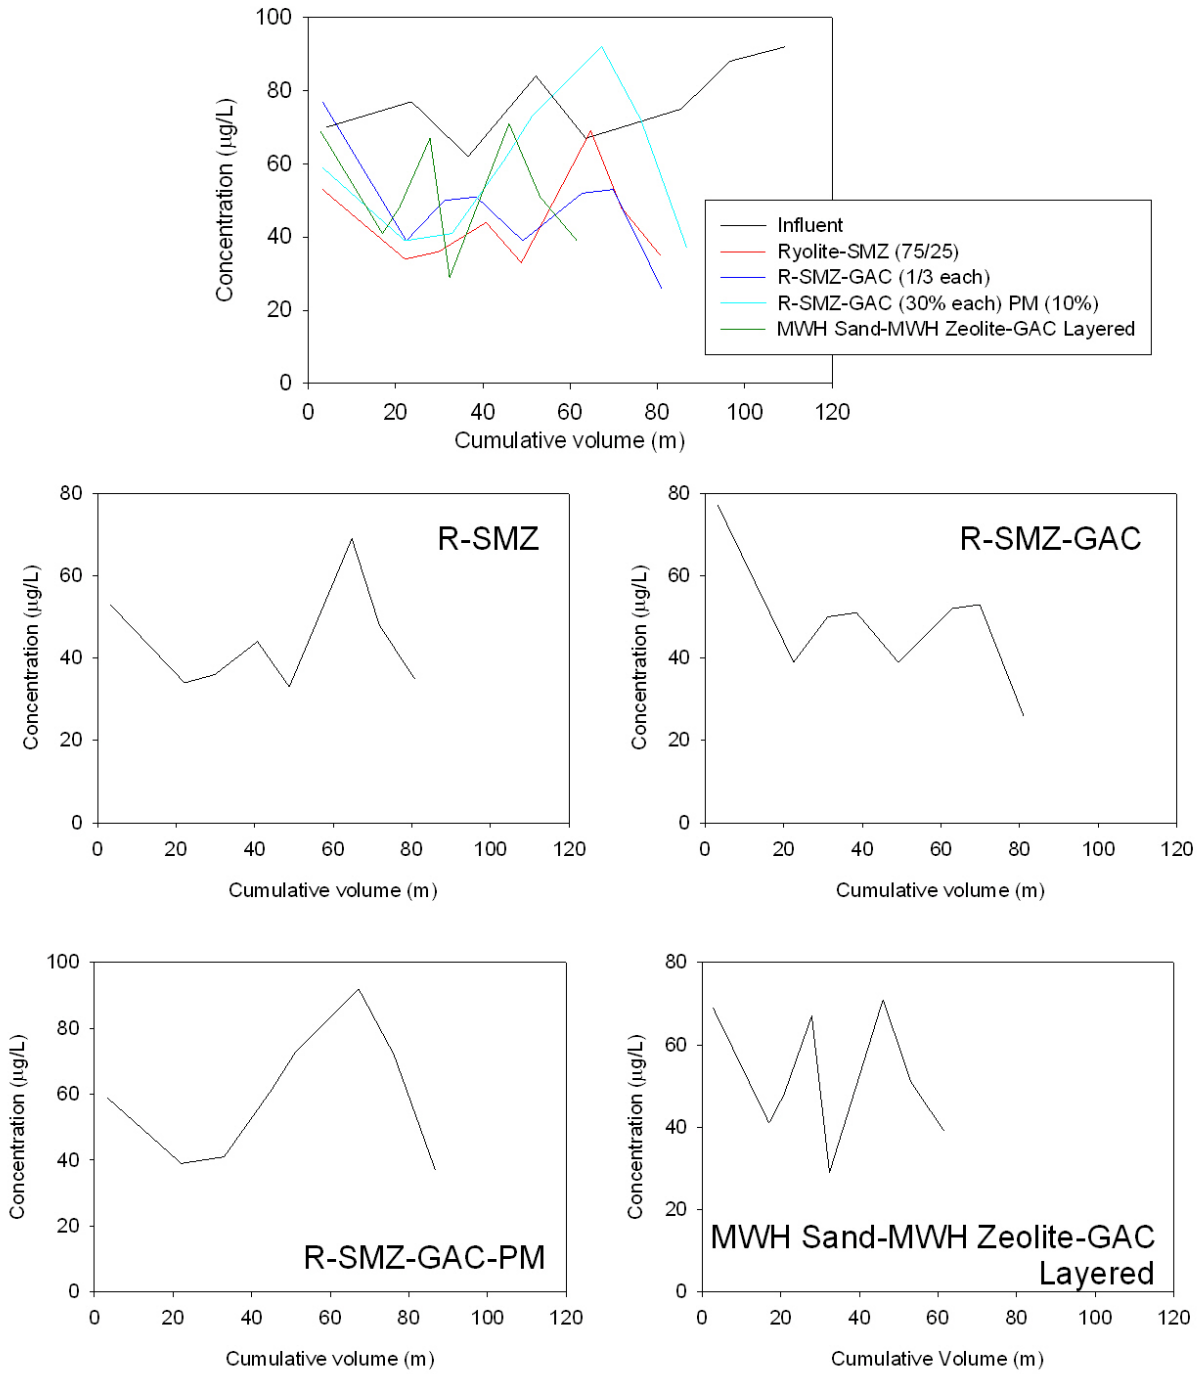 100
80
60
40
20
0
Concentration (µg/L)
0 20 40 60 80 100 120
Cumulative volume (m)
Influent
Ryolite-SMZ (75/25)
R-SMZ-GAC (1/3 each)
R-SMZ-GAC (30% each) PM (10%)
MWH Sand-MWH Zeolite-GAC Layered
80
60
40
20
0
Concentration (µg/L)
R-SMZ
0 20 40 60 80 100 120
Cumulative volume (m)
80
60
40
20
0
Concentration (µg/L)
R-SMZ-GAC
0 20 40 60 80 100 120
Cumulative volume (m)
100
80
60
40
20
0
Concentration (µg/L)
R-SMZ-GAC-PM
0 20 40 60 80 100 120
Cumulative volume (m)
80
60
40
20
0
Concentration (µg/L)
MWH Sand-MWH Zeolite-GAC
Layered
0 20 40 60 80 100 120
Cumulative Volume (m)